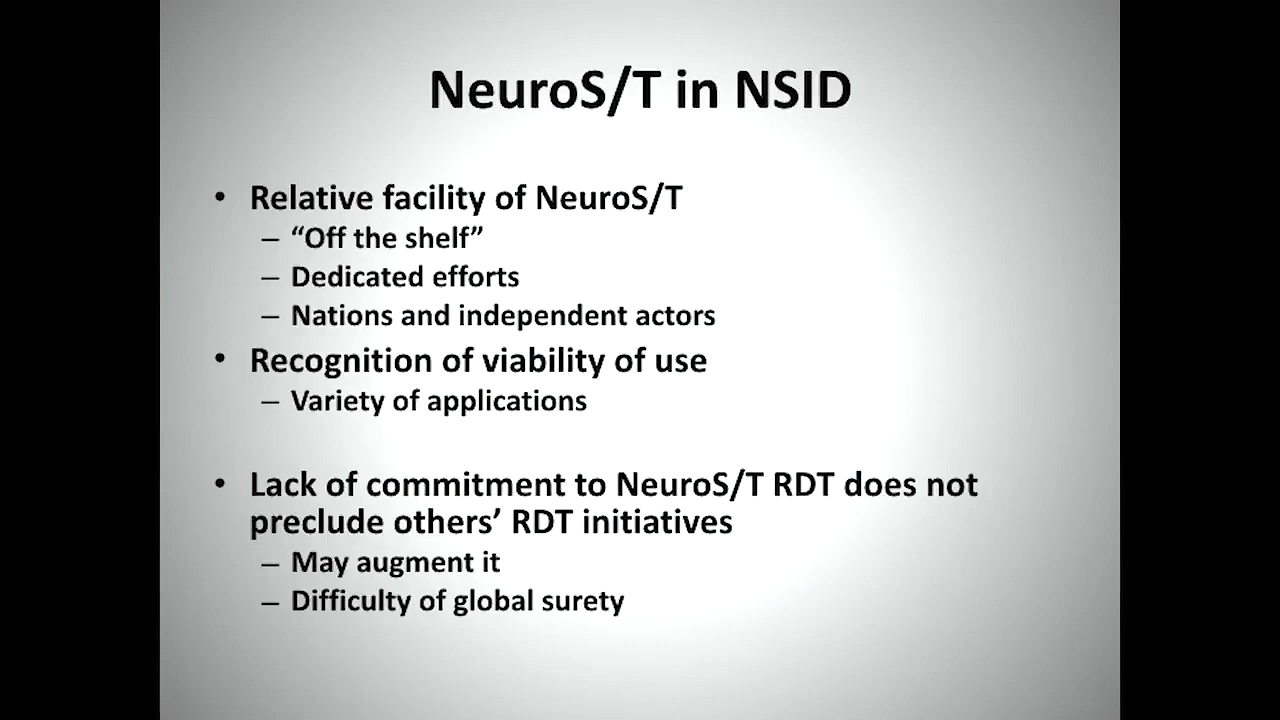 NeuroS/T in NSID
• Relative facility of NeuroS/T
– “Off the shelf”
– Dedicated efforts
– Nations and independent actors
• Recognition of viability of use
– Variety of applications
• Lack of commitment to NeuroS/T RDT does not
preclude others’ RDT initiatives
– May augment it
– Difficulty of global surety